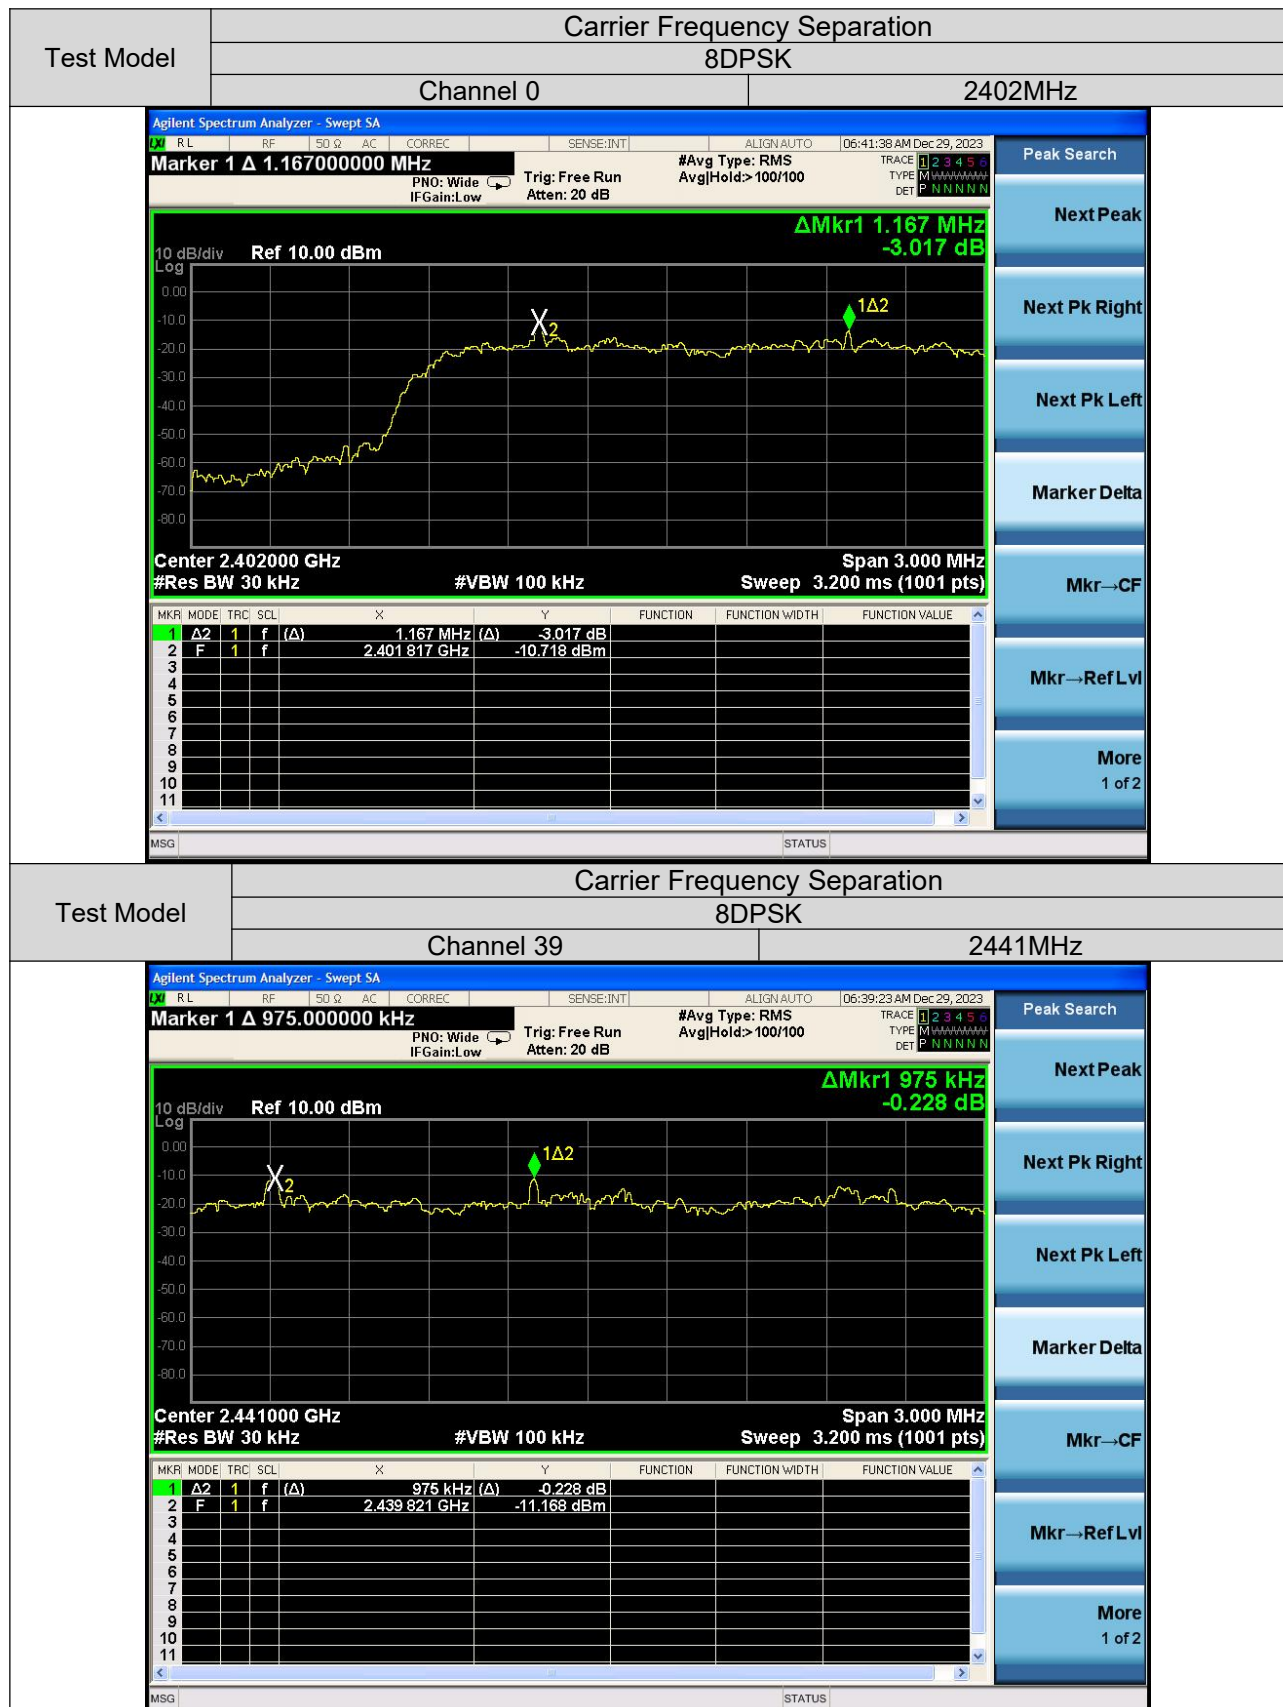 Test Model
Carrier Frequency Separation
8DPSK
Channel 0 2402MHz
Agilent Spectrum Analyzer - Swept SA
LXI RL RF 50 Ω AC CORREC SENSE:INT ALIGN AUTO 06:41:38 AM Dec 29, 2023
Marker 1 Δ 1.167000000 MHz #Avg Type: RMS TRACE 1 2 3 4 5 6
PNO: Wide Trig: Free Run Avg|Hold:>100/100 TYPE M WWWWW
IFGain:Low Atten: 20 dB DET P N N N N N
Peak Search
Next Peak
Next Pk Right
Next Pk Left
Marker Delta
Mkr→CF
Mkr→Ref Lvl
More
1 of 2
ΔMkr1 1.167 MHz
10 dB/div Ref 10.00 dBm -3.017 dB
Log
0.00
-10.0
-20.0
-30.0
-40.0
-50.0
-60.0
-70.0
-80.0
X2
1Δ2
Center 2.402000 GHz Span 3.000 MHz
#Res BW 30 kHz #VBW 100 kHz Sweep 3.200 ms (1001 pts)
MKR MODE TRC SCL X Y FUNCTION FUNCTION WIDTH FUNCTION VALUE
1 Δ2 1 f (Δ) 1.167 MHz (Δ) -3.017 dB
2 F 1 f 2.401 817 GHz -10.718 dBm
3
4
5
6
7
8
9
10
11
MSG STATUS
Test Model
Carrier Frequency Separation
8DPSK
Channel 39 2441MHz
Agilent Spectrum Analyzer - Swept SA
LXI RL RF 50 Ω AC CORREC SENSE:INT ALIGN AUTO 06:39:23 AM Dec 29, 2023
Marker 1 Δ 975.000000 kHz #Avg Type: RMS TRACE 1 2 3 4 5 6
PNO: Wide Trig: Free Run Avg|Hold:>100/100 TYPE M WWWWW
IFGain:Low Atten: 20 dB DET P N N N N N
Peak Search
Next Peak
Next Pk Right
Next Pk Left
Marker Delta
Mkr→CF
Mkr→Ref Lvl
More
1 of 2
ΔMkr1 975 kHz
10 dB/div Ref 10.00 dBm -0.228 dB
Log
0.00
-10.0
-20.0
-30.0
-40.0
-50.0
-60.0
-70.0
-80.0
X2
1Δ2
Center 2.441000 GHz Span 3.000 MHz
#Res BW 30 kHz #VBW 100 kHz Sweep 3.200 ms (1001 pts)
MKR MODE TRC SCL X Y FUNCTION FUNCTION WIDTH FUNCTION VALUE
1 Δ2 1 f (Δ) 975 kHz (Δ) -0.228 dB
2 F 1 f 2.439 821 GHz -11.168 dBm
3
4
5
6
7
8
9
10
11
MSG STATUS